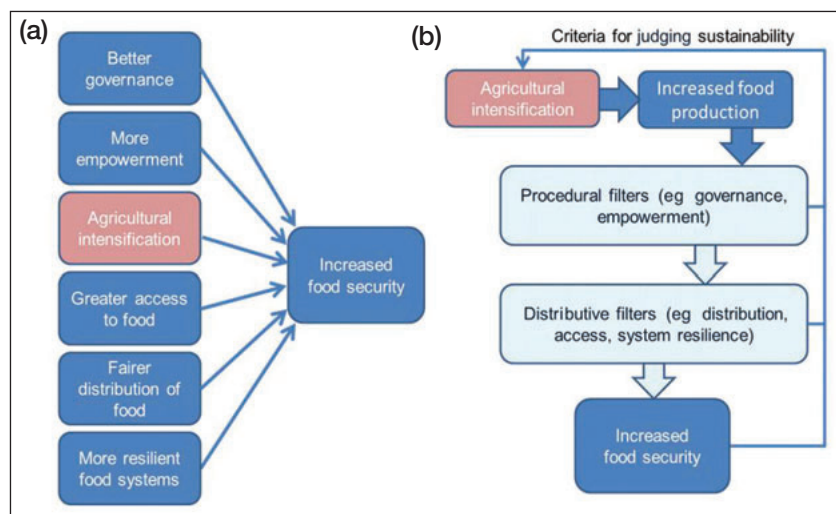 (a)
Better
governance
More
empowerment
Agricultural
intensification
Greater access
to food
Fairer
distribution of
food
More resilient
food systems
Increased
food security
(b)
Criteria for judging sustainability
Agricultural
intensification
Increased food
production
Procedural filters (eg governance,
empowerment)
Distributive filters (eg distribution,
access, system resilience)
Increased
food security